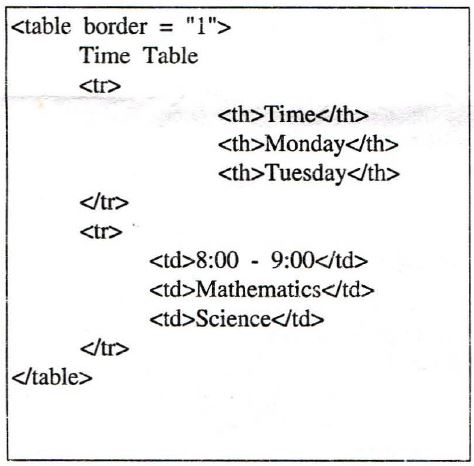 <table border = "1">
Time Table
<tr>
<th>Time</th>
<th>Monday</th>
<th>Tuesday</th>
</tr>
<tr>
<td>8:00 - 9:00</td>
<td>Mathematics</td>
<td>Science</td>
</tr>
</table>